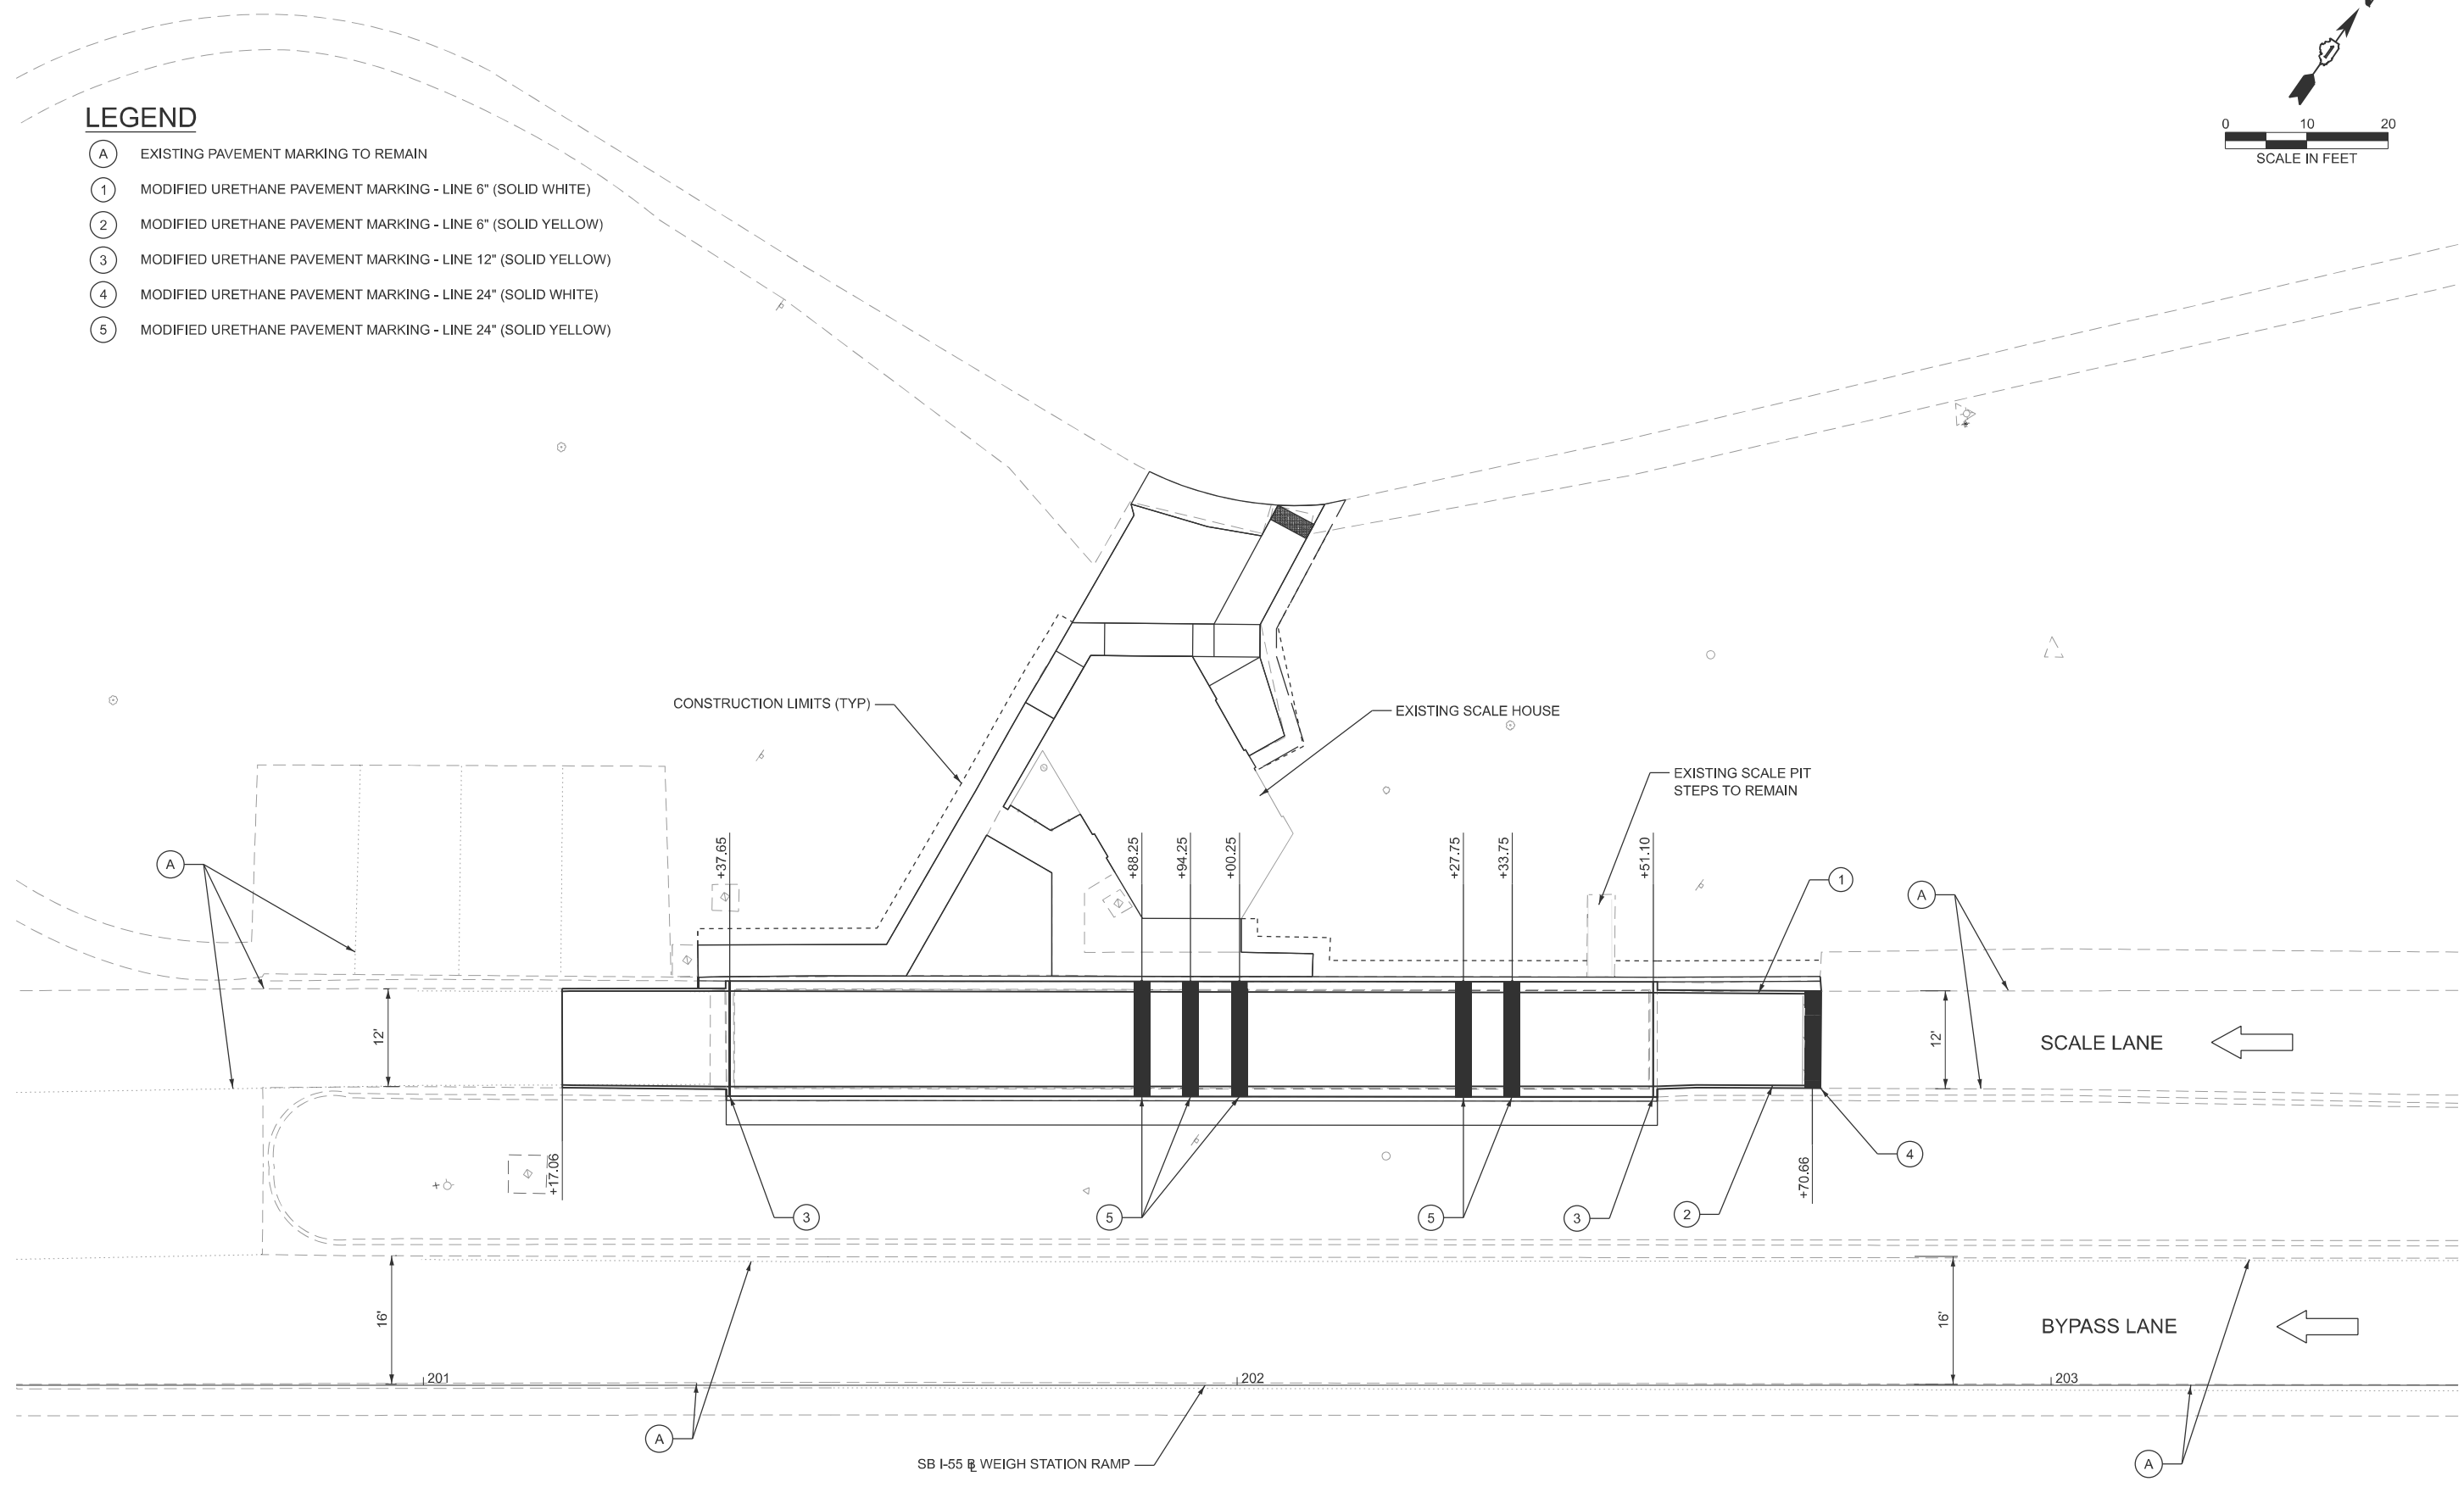 LEGEND
A EXISTING PAVEMENT MARKING TO REMAIN
1 MODIFIED URETHANE PAVEMENT MARKING - LINE 6" (SOLID WHITE)
2 MODIFIED URETHANE PAVEMENT MARKING - LINE 6" (SOLID YELLOW)
3 MODIFIED URETHANE PAVEMENT MARKING - LINE 12" (SOLID YELLOW)
4 MODIFIED URETHANE PAVEMENT MARKING - LINE 24" (SOLID WHITE)
5 MODIFIED URETHANE PAVEMENT MARKING - LINE 24" (SOLID YELLOW)
0 10 20
SCALE IN FEET
CONSTRUCTION LIMITS (TYP)
EXISTING SCALE HOUSE
EXISTING SCALE PIT
STEPS TO REMAIN
+37.65
+88.25
+94.25
+00.25
+27.75
+33.75
+51.10
A
1
A
12'
12'
SCALE LANE
+17.06
+70.66
4
3
5
5
3
2
16'
16'
BYPASS LANE
201
202
203
A
SB I-55 BL WEIGH STATION RAMP
A